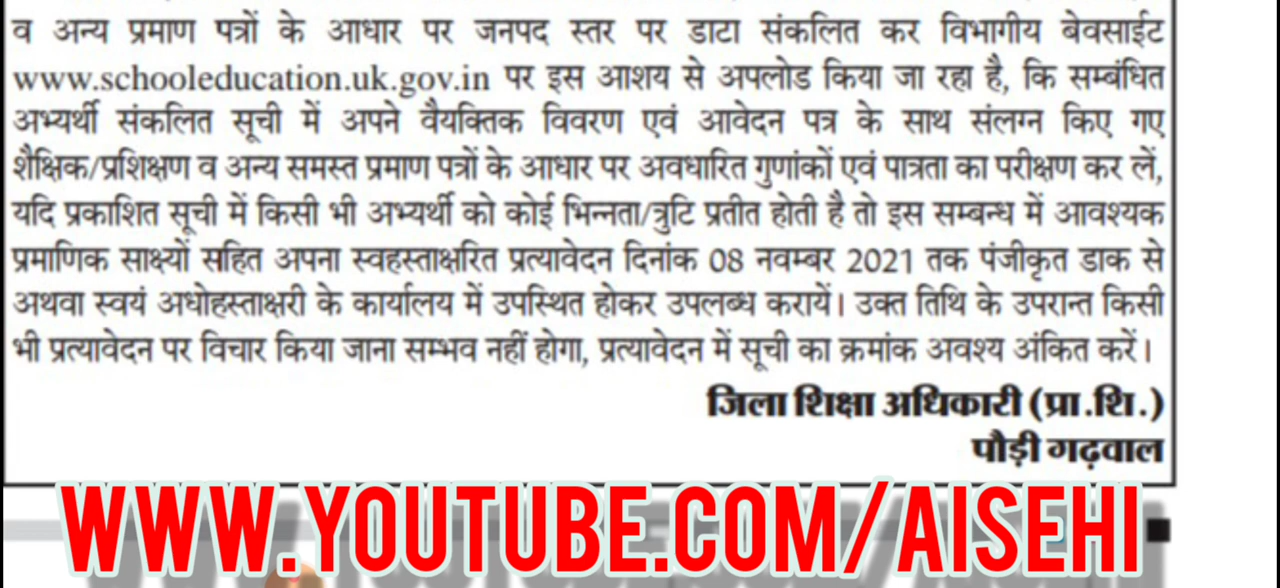 व अन्य प्रमाण पत्रों के आधार पर जनपद स्तर पर डाटा संकलित कर विभागीय बेवसाईट
www.schooleducation.uk.gov.in पर इस आशय से अपलोड किया जा रहा है, कि सम्बंधित
अभ्यर्थी संकलित सूची में अपने वैयक्तिक विवरण एवं आवेदन पत्र के साथ संलग्न किए गए
शैक्षिक/प्रशिक्षण व अन्य समस्त प्रमाण पत्रों के आधार पर अवधारित गुणांकों एवं पात्रता का परीक्षण कर लें,
यदि प्रकाशित सूची में किसी भी अभ्यर्थी को कोई भिन्नता/त्रुटि प्रतीत होती है तो इस सम्बन्ध में आवश्यक
प्रमाणिक साक्ष्यों सहित अपना स्वहस्ताक्षरित प्रत्यावेदन दिनांक 08 नवम्बर 2021 तक पंजीकृत डाक से
अथवा स्वयं अधोहस्ताक्षरी के कार्यालय में उपस्थित होकर उपलब्ध करायें। उक्त तिथि के उपरान्त किसी
भी प्रत्यावेदन पर विचार किया जाना सम्भव नहीं होगा, प्रत्यावेदन में सूची का क्रमांक अवश्य अंकित करें।
जिला शिक्षा अधिकारी (प्रा.शि.)
पौड़ी गढ़वाल
WWW.YOUTUBE.COM/AISEHI